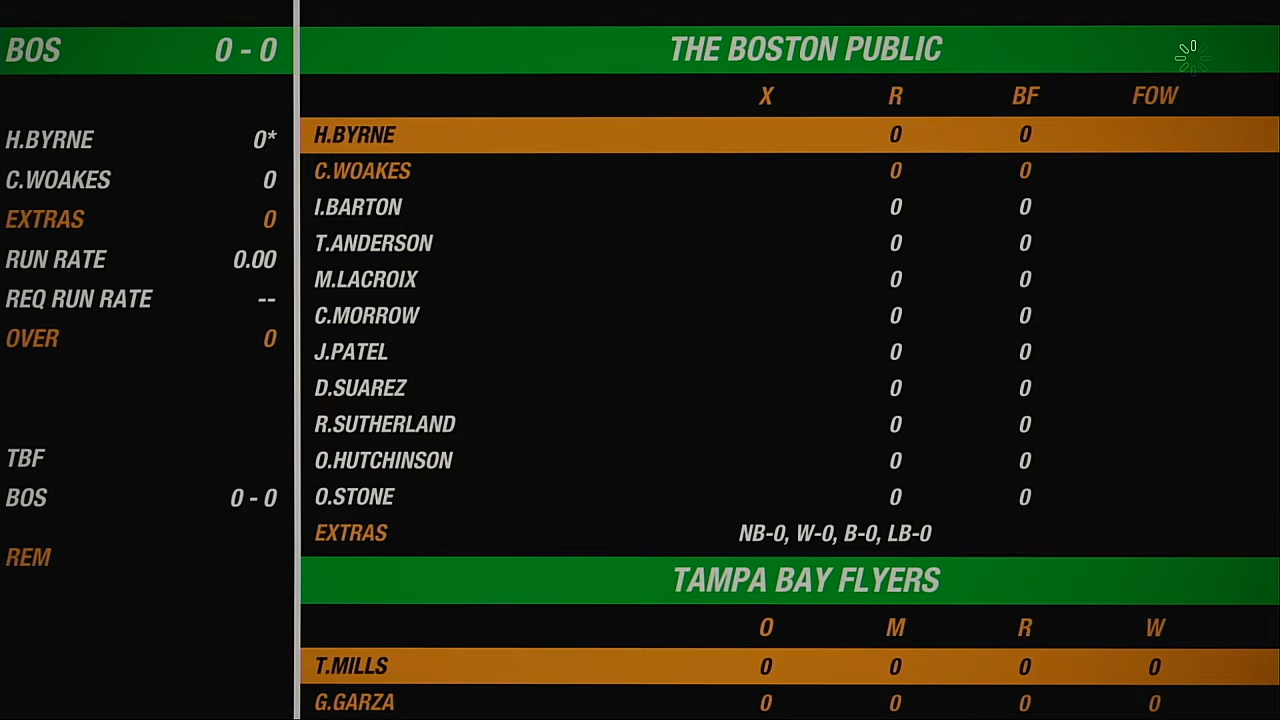 BOS 0 - 0
H.BYRNE 0*
C.WOAKES 0
EXTRAS 0
RUN RATE 0.00
REQ RUN RATE --
OVER 0
TBF
BOS 0 - 0
REM
THE BOSTON PUBLIC
X R BF FOW
H.BYRNE 0 0
C.WOAKES 0 0
I.BARTON 0 0
T.ANDERSON 0 0
M.LACROIX 0 0
C.MORROW 0 0
J.PATEL 0 0
D.SUAREZ 0 0
R.SUTHERLAND 0 0
O.HUTCHINSON 0 0
O.STONE 0 0
EXTRAS NB-0, W-0, B-0, LB-0
TAMPA BAY FLYERS
O M R W
T.MILLS 0 0 0 0
G.GARZA 0 0 0 0